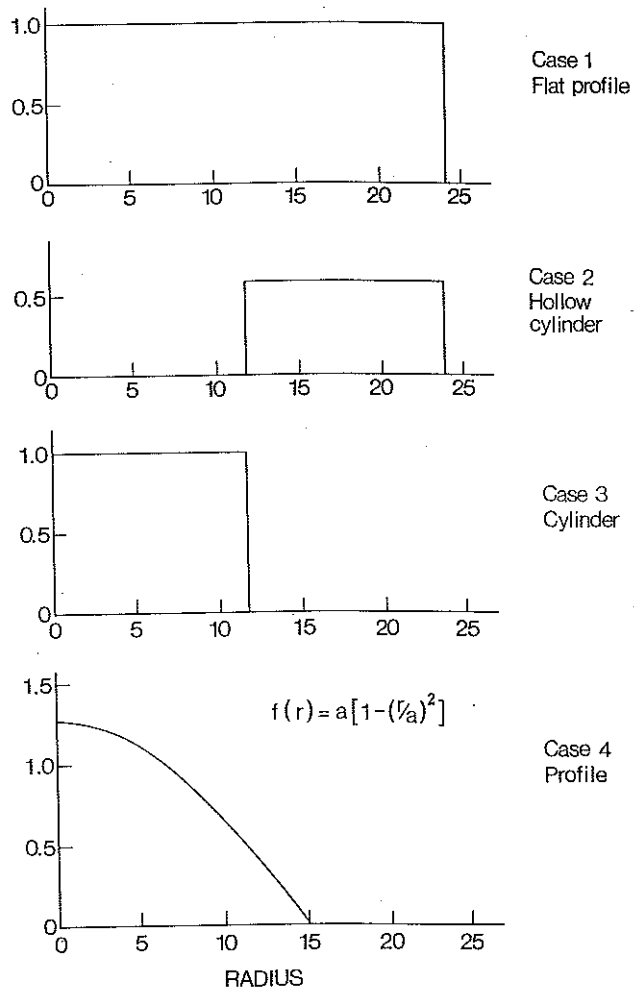 1.0
0.5
0
0 5 10 15 20 25
Case 1
Flat profile
0.5
0
0 5 10 15 20 25
Case 2
Hollow
cylinder
1.0
0.5
0
0 5 10 15 20 25
Case 3
Cylinder
1.5
1.0
0.5
0
0 5 10 15 20 25
f(r) = a[1-(r/a)²]
Case 4
Profile
RADIUS